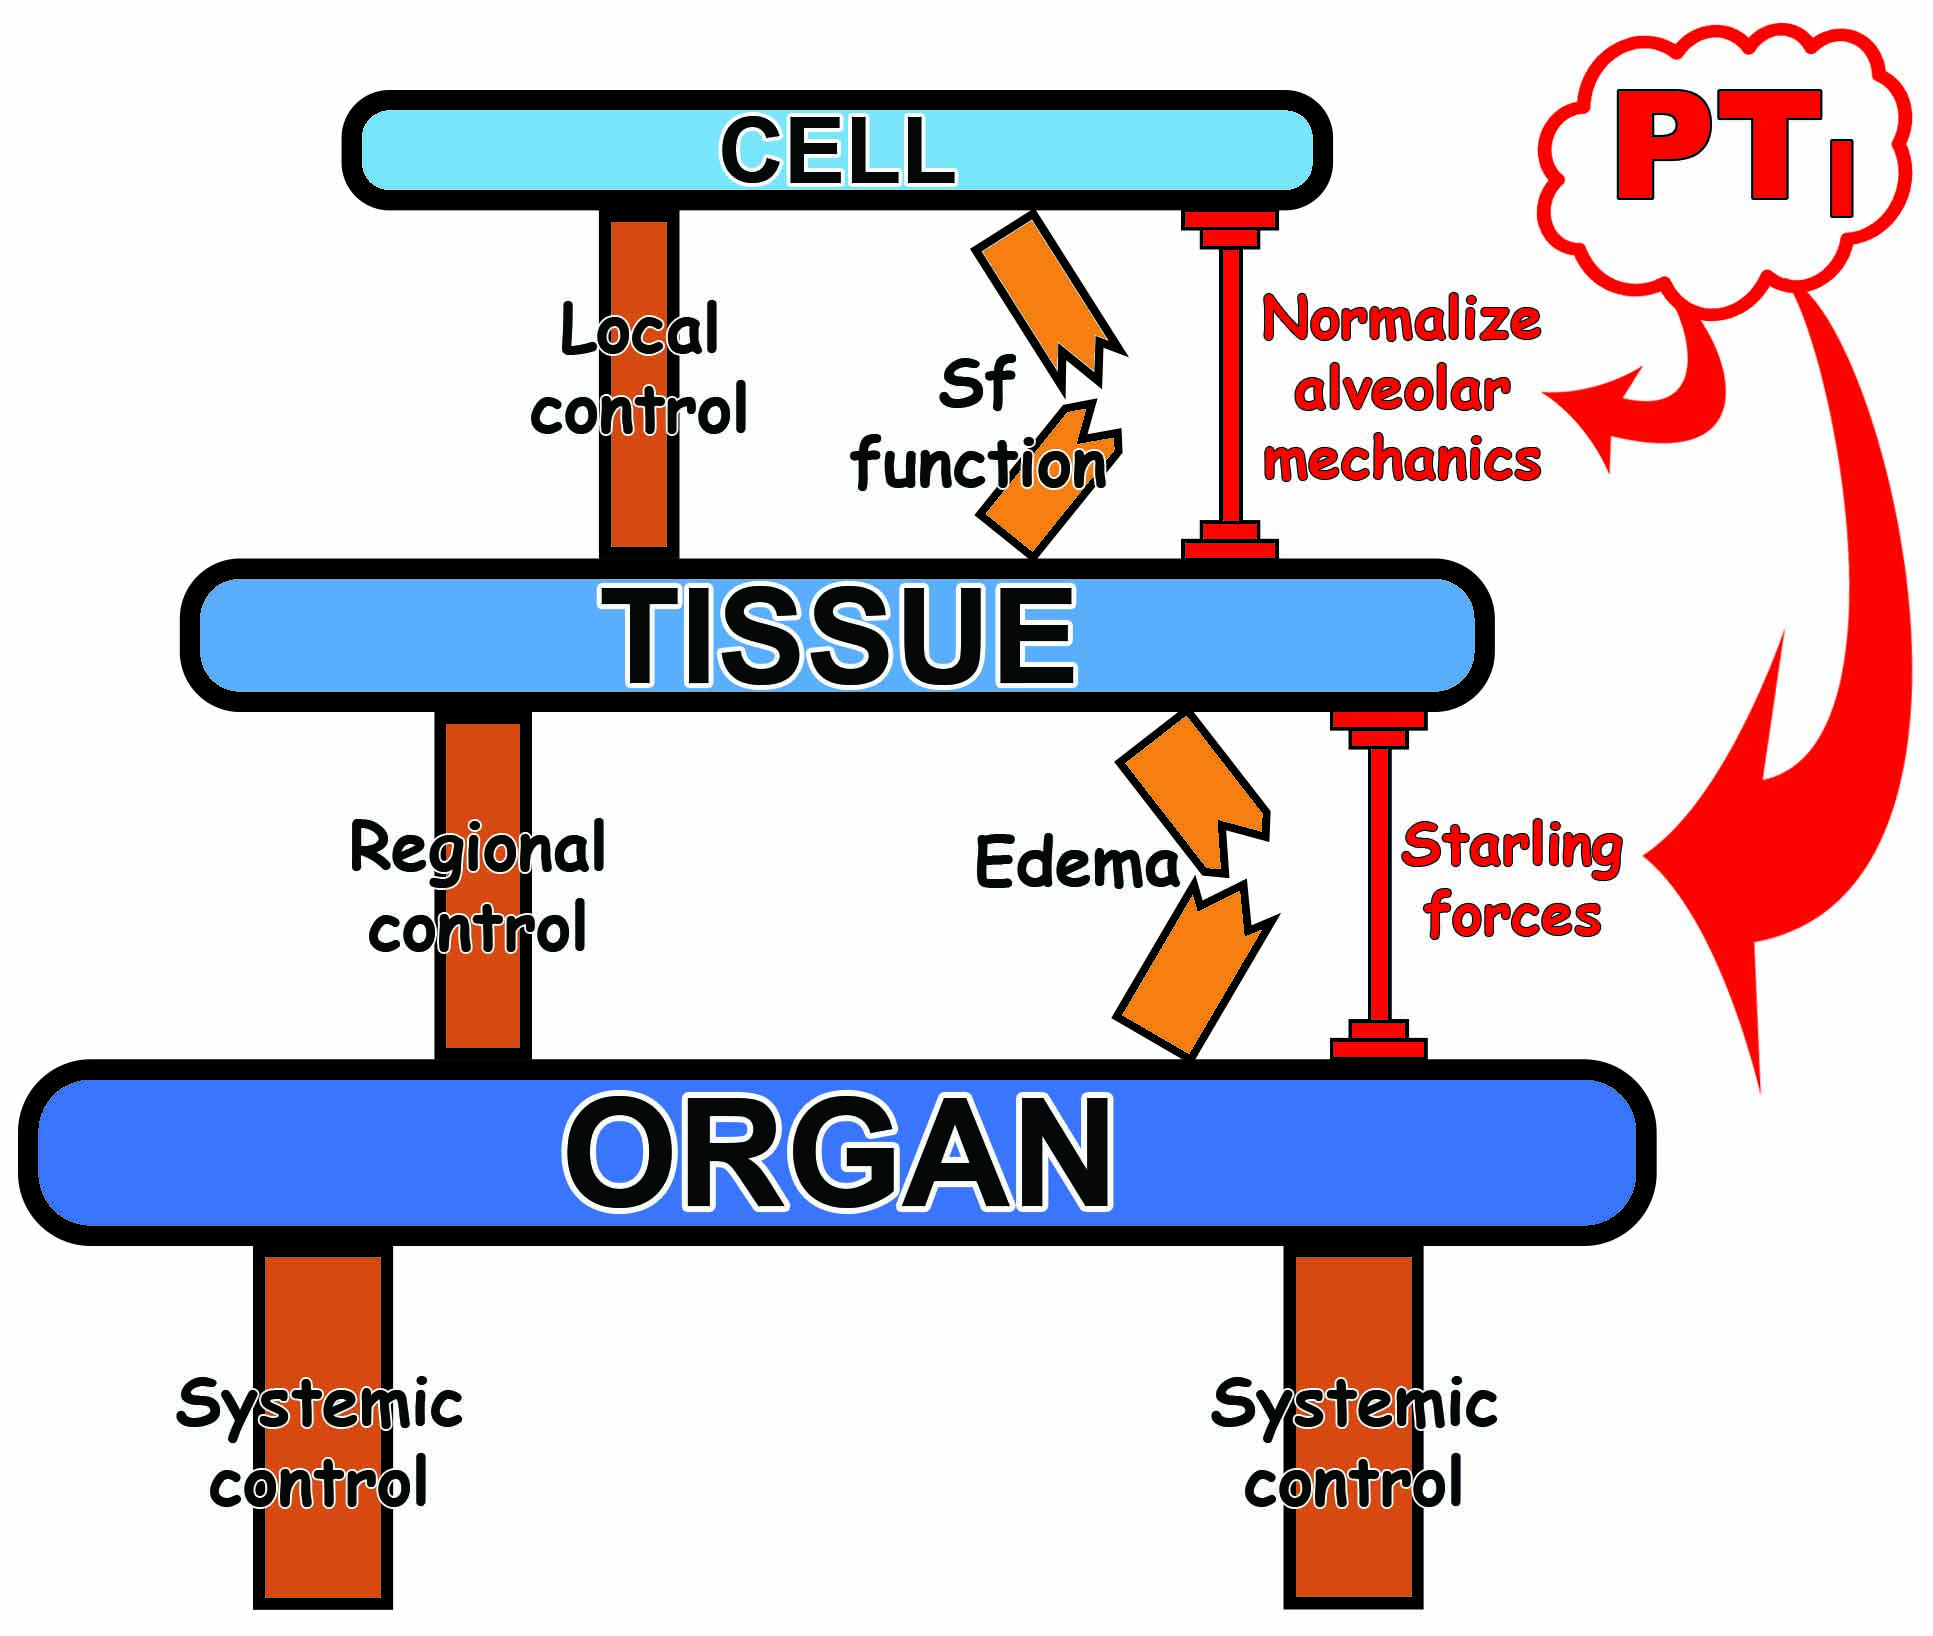 CELL
PTI
Local
control
Sf
function
Normalize
alveolar
mechanics
TISSUE
Regional
control
Edema
Starling
forces
ORGAN
Systemic
control
Systemic
control